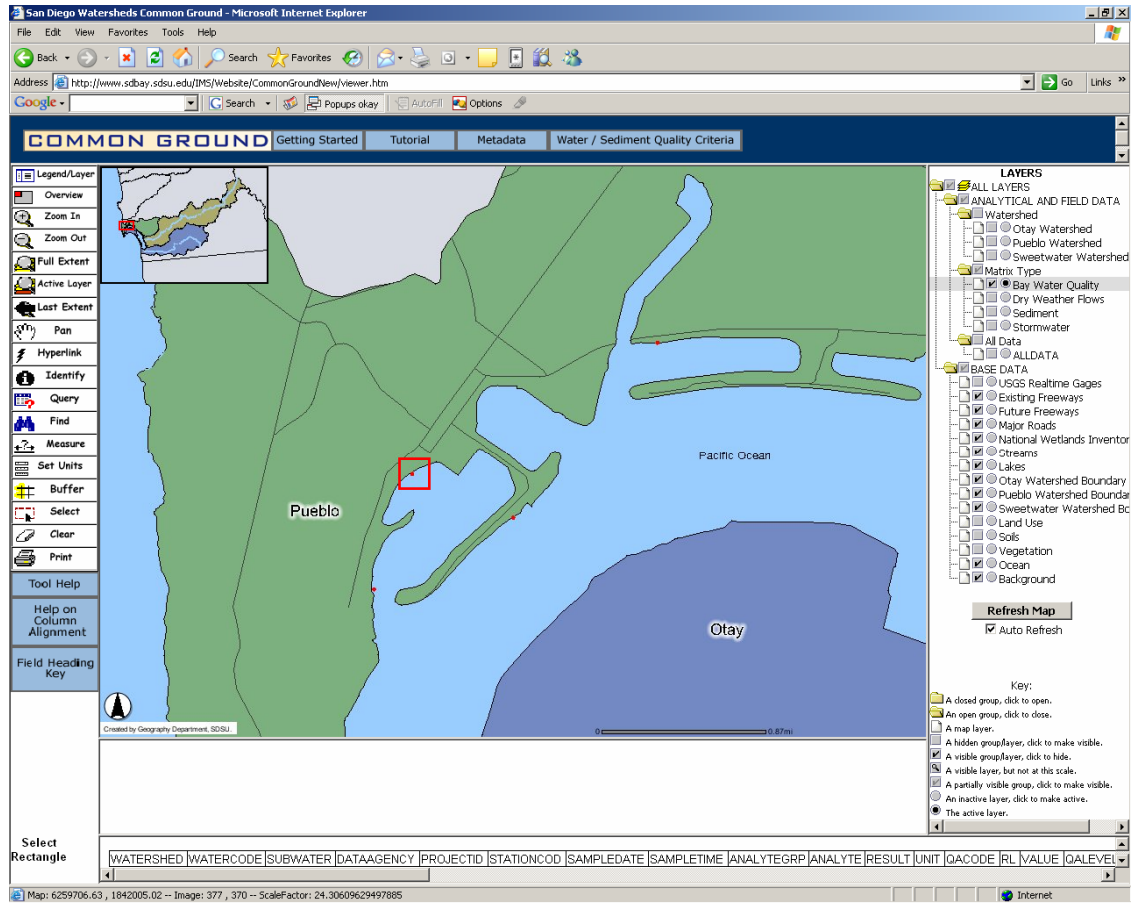 San Diego Watersheds Common Ground - Microsoft Internet Explorer
File Edit View Favorites Tools Help
Back Search Favorites
Address http://www.sdbay.sdsu.edu/IMS/Website/CommonGroundNew/viewer.htm Go Links »
Google Search Popups okay AutoFill Options
COMMON GROUND Getting Started Tutorial Metadata Water / Sediment Quality Criteria
Legend/Layer
Overview
Zoom In
Zoom Out
Full Extent
Active Layer
Last Extent
Pan
Hyperlink
Identify
Query
Find
Measure
Set Units
Buffer
Select
Clear
Print
Tool Help
Help on
Column
Alignment
Field Heading
Key
Select
Rectangle
Pacific Ocean
Pueblo
Otay
Created by Geography Department, SDSU.
0 0.87mi
LAYERS
ALL LAYERS
ANALYTICAL AND FIELD DATA
Watershed
Otay Watershed
Pueblo Watershed
Sweetwater Watershed
Matrix Type
Bay Water Quality
Dry Weather Flows
Sediment
Stormwater
All Data
ALLDATA
BASE DATA
USGS Realtime Gages
Existing Freeways
Future Freeways
Major Roads
National Wetlands Inventor
Streams
Lakes
Otay Watershed Boundary
Pueblo Watershed Boundar
Sweetwater Watershed Bo
Land Use
Soils
Vegetation
Ocean
Background
Refresh Map
Auto Refresh
Key:
A closed group, click to open.
An open group, click to close.
A map layer.
A hidden group/layer, click to make visible.
A visible group/layer, click to hide.
A visible layer, but not at this scale.
A partially visible group, click to make visible.
An inactive layer, click to make active.
The active layer.
WATERSHED WATERCODE SUBWATER DATAAGENCY PROJECTID STATIONCOD SAMPLEDATE SAMPLETIME ANALYTEGRP ANALYTE RESULT UNIT QACODE RL VALUE QALEVEL
Map: 6259706.63 , 1842005.02 -- Image: 377 , 370 -- ScaleFactor: 24.30609629497885 Internet